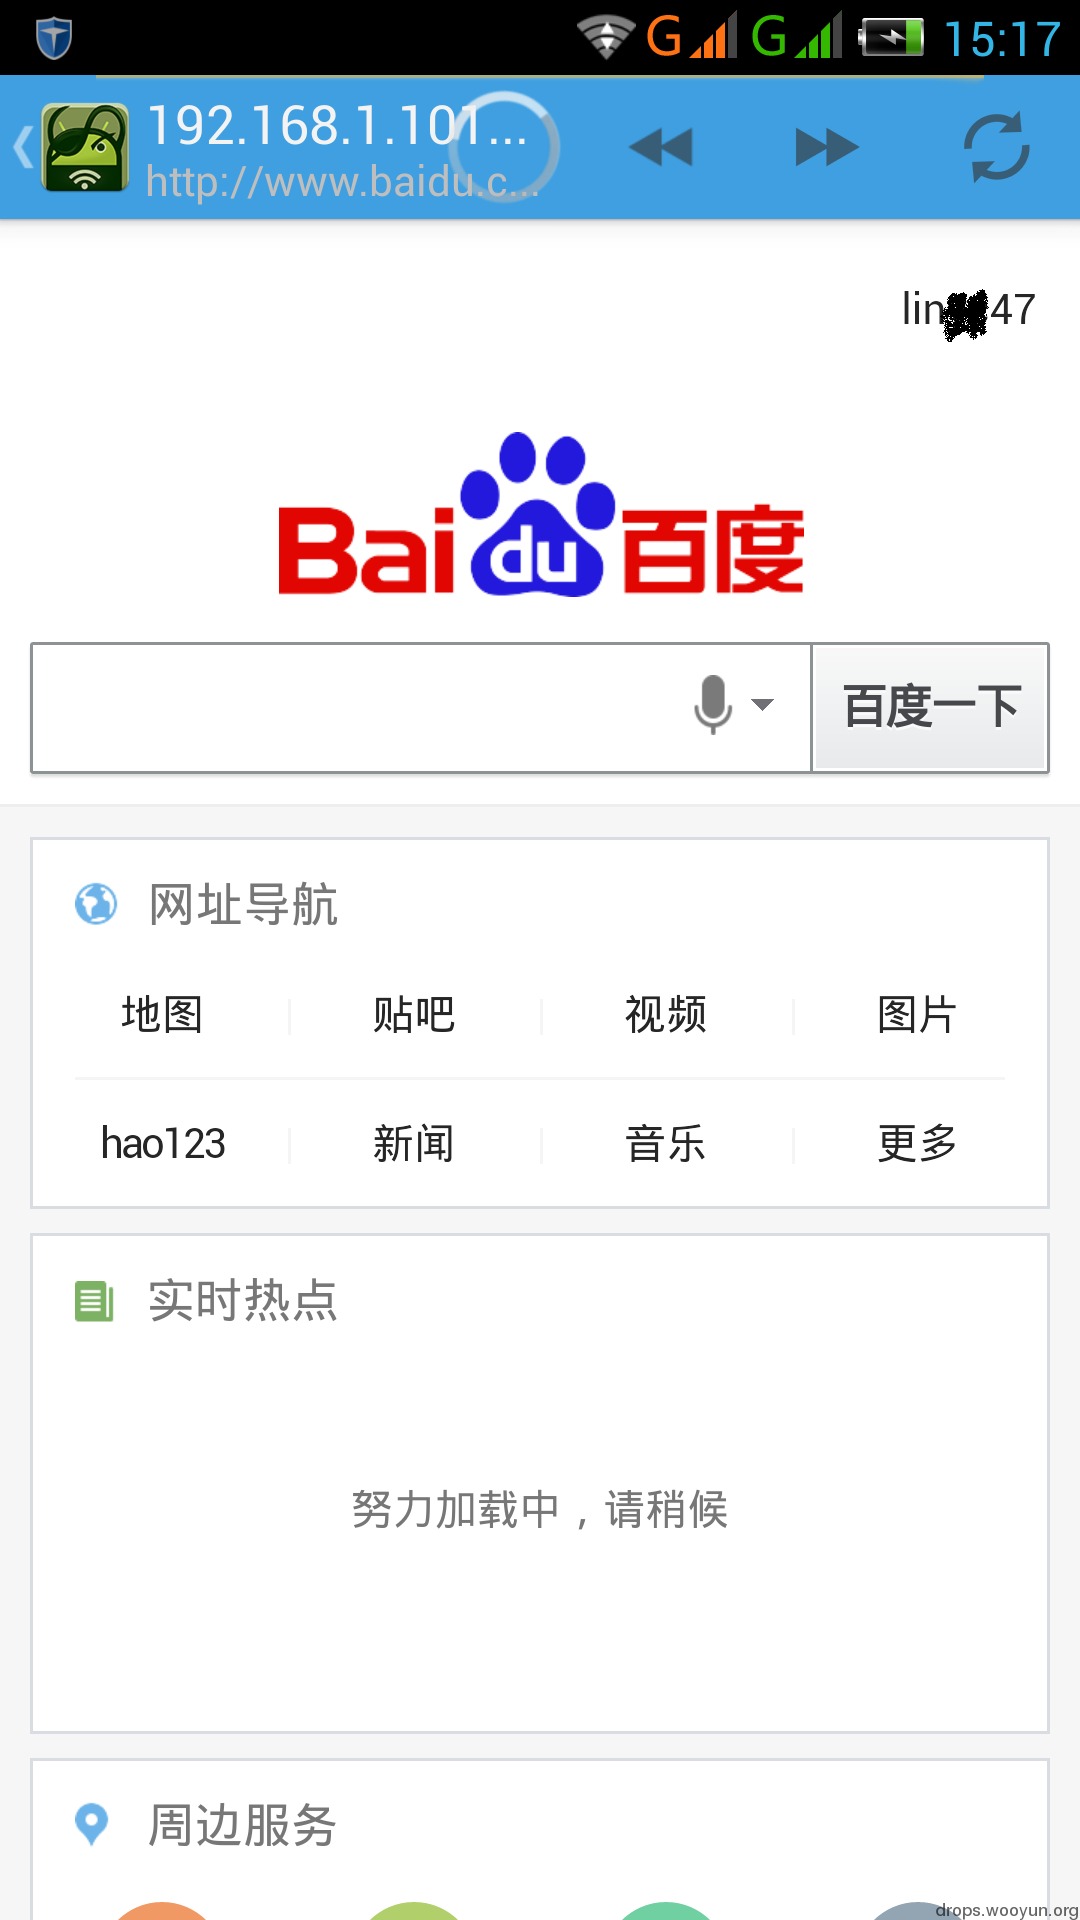 G G 15:17
192.168.1.101...
http://www.baidu.c...
lin 47
Bai du 百度
百度一下
网址导航
地图 贴吧 视频 图片
hao123 新闻 音乐 更多
实时热点
努力加载中，请稍候
周边服务
drops.wooyun.org